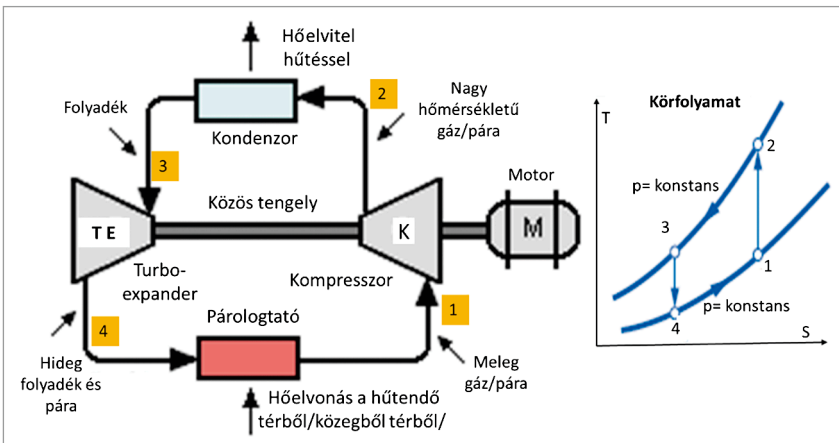 Hőelvitel
hűtéssel
2
Nagy
hőmérsékletű
gáz/pára
Folyadék
Kondenzor
3
Motor
Közös tengely
T E
K
M
Turbo-
expander
Kompresszor
4
Párologtató
1
Hideg
folyadék és
pára
Meleg
gáz/pára
Hőelvonás a hűtendő
térből/közegből térből/
Körfolyamat
T
2
p= konstans
3
1
p= konstans
4
S